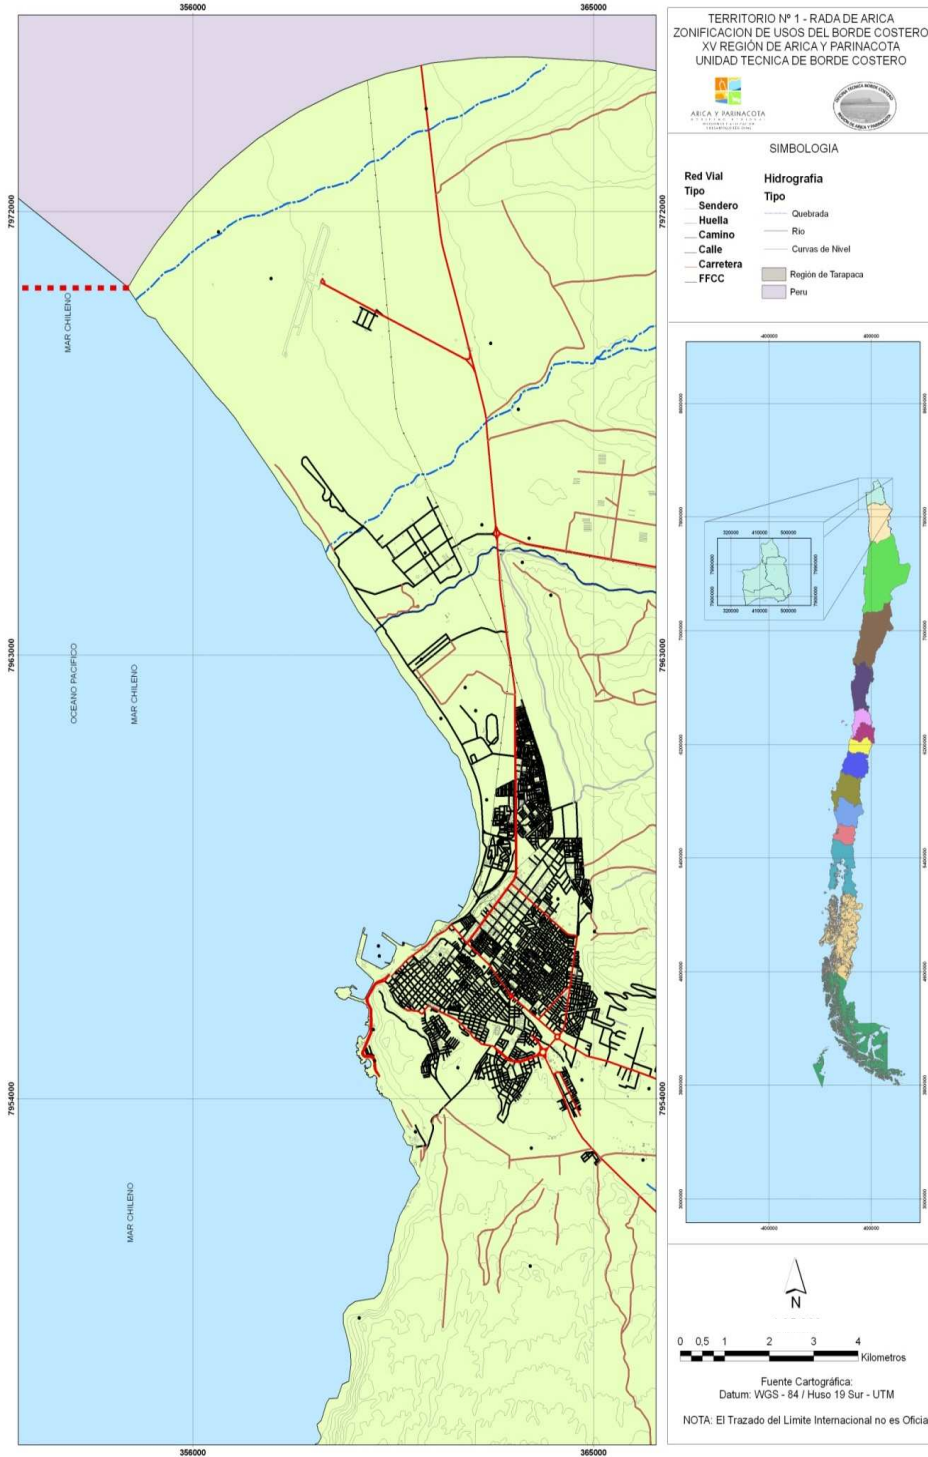 356000
365000
7972000
7972000
MAR CHILENO
7963000
7963000
OCEANO PACIFICO
MAR CHILENO
7954000
7954000
MAR CHILENO
356000
365000
TERRITORIO Nº 1 - RADA DE ARICA
ZONIFICACION DE USOS DEL BORDE COSTERO
XV REGIÓN DE ARICA Y PARINACOTA
UNIDAD TECNICA DE BORDE COSTERO
ARICA Y PARINACOTA
SIMBOLOGIA
Red Vial
Tipo
Sendero
Huella
Camino
Calle
Carretera
FFCC
Hidrografia
Tipo
Quebrada
Rio
Curvas de Nivel
Región de Tarapaca
Peru
N
0 0,5 1 2 3 4
Kilometros
Fuente Cartográfica:
Datum: WGS - 84 / Huso 19 Sur - UTM
NOTA: El Trazado del Limite Internacional no es Oficia